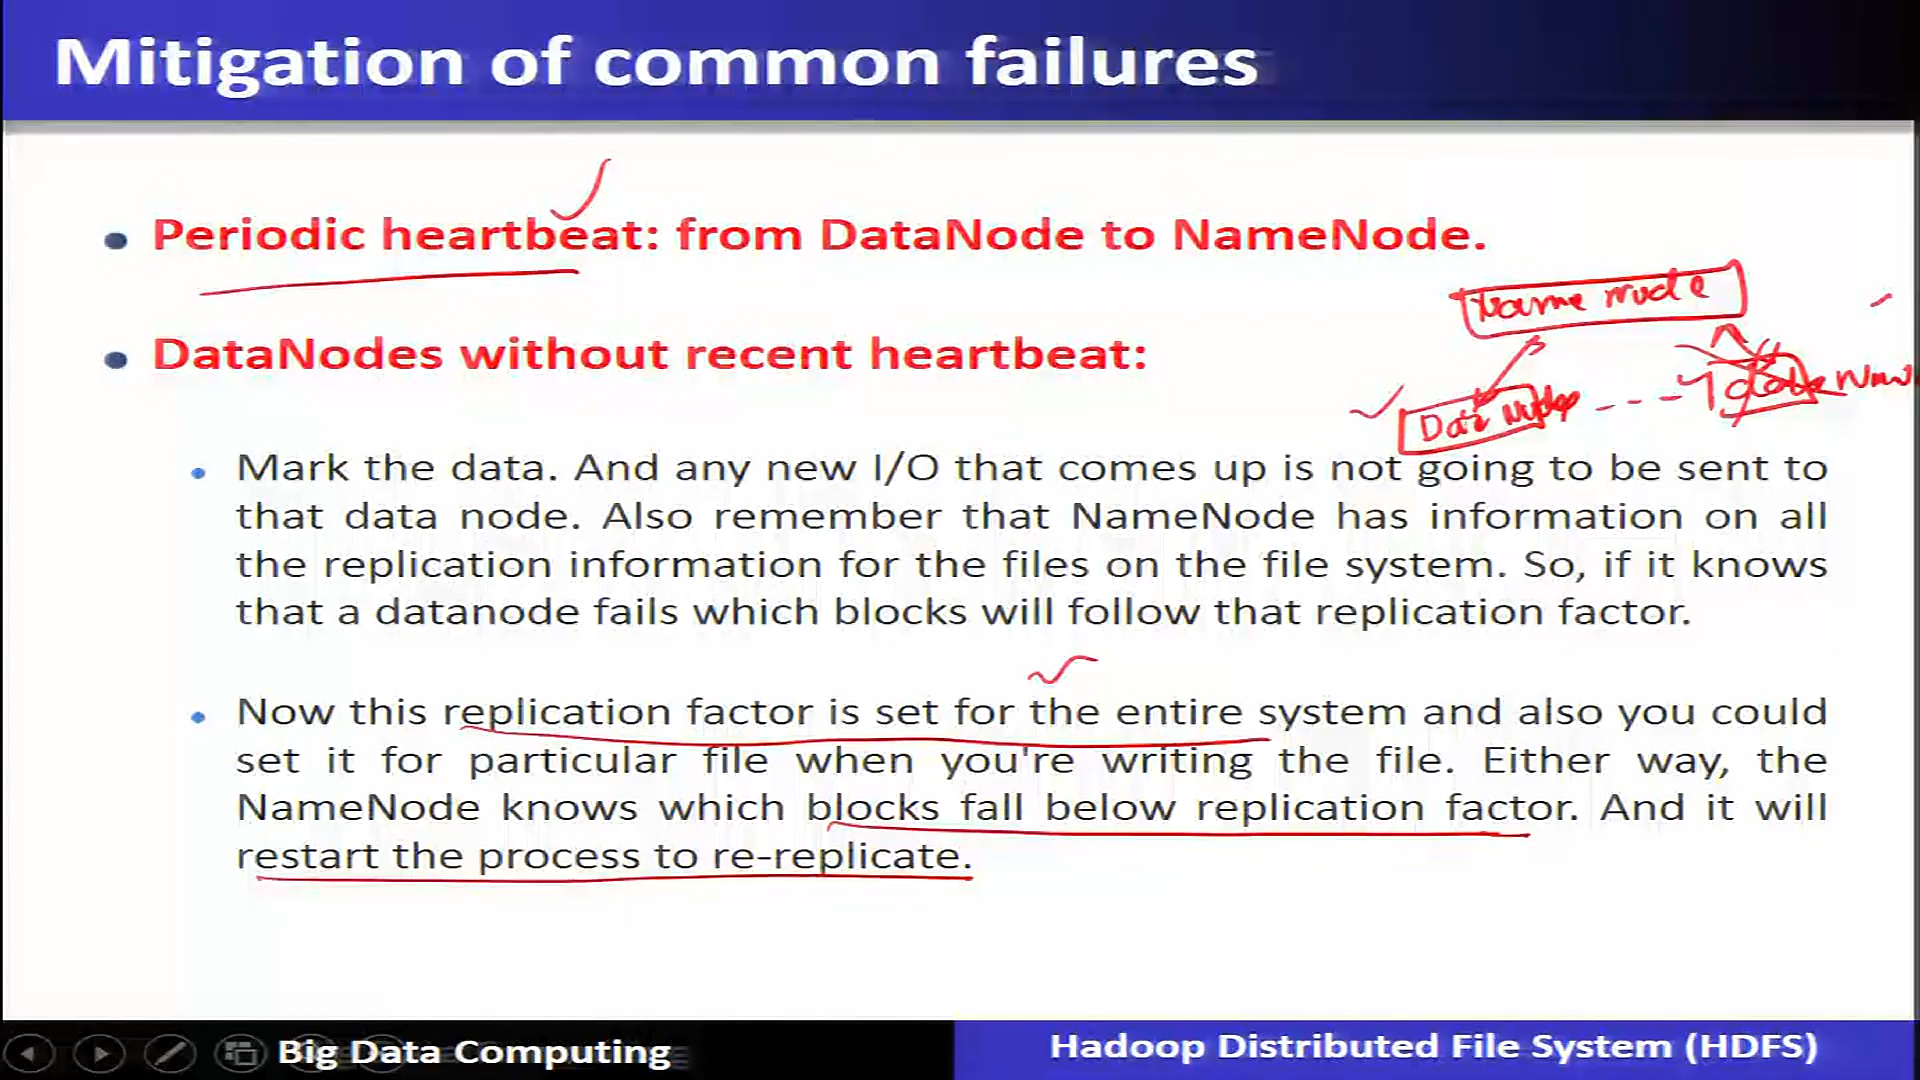 Mitigation of common failures
Periodic heartbeat: from DataNode to NameNode.
Name node
DataNodes without recent heartbeat:
Data
Mark the data. And any new I/O that comes up is not going to be sent to
that data node. Also remember that NameNode has information on all
the replication information for the files on the file system. So, if it knows
that a datanode fails which blocks will follow that replication factor.
Now this replication factor is set for the entire system and also you could
set it for particular file when you're writing the file. Either way, the
NameNode knows which blocks fall below replication factor. And it will
restart the process to re-replicate.
Big Data Computing
Hadoop Distributed File System (HDFS)